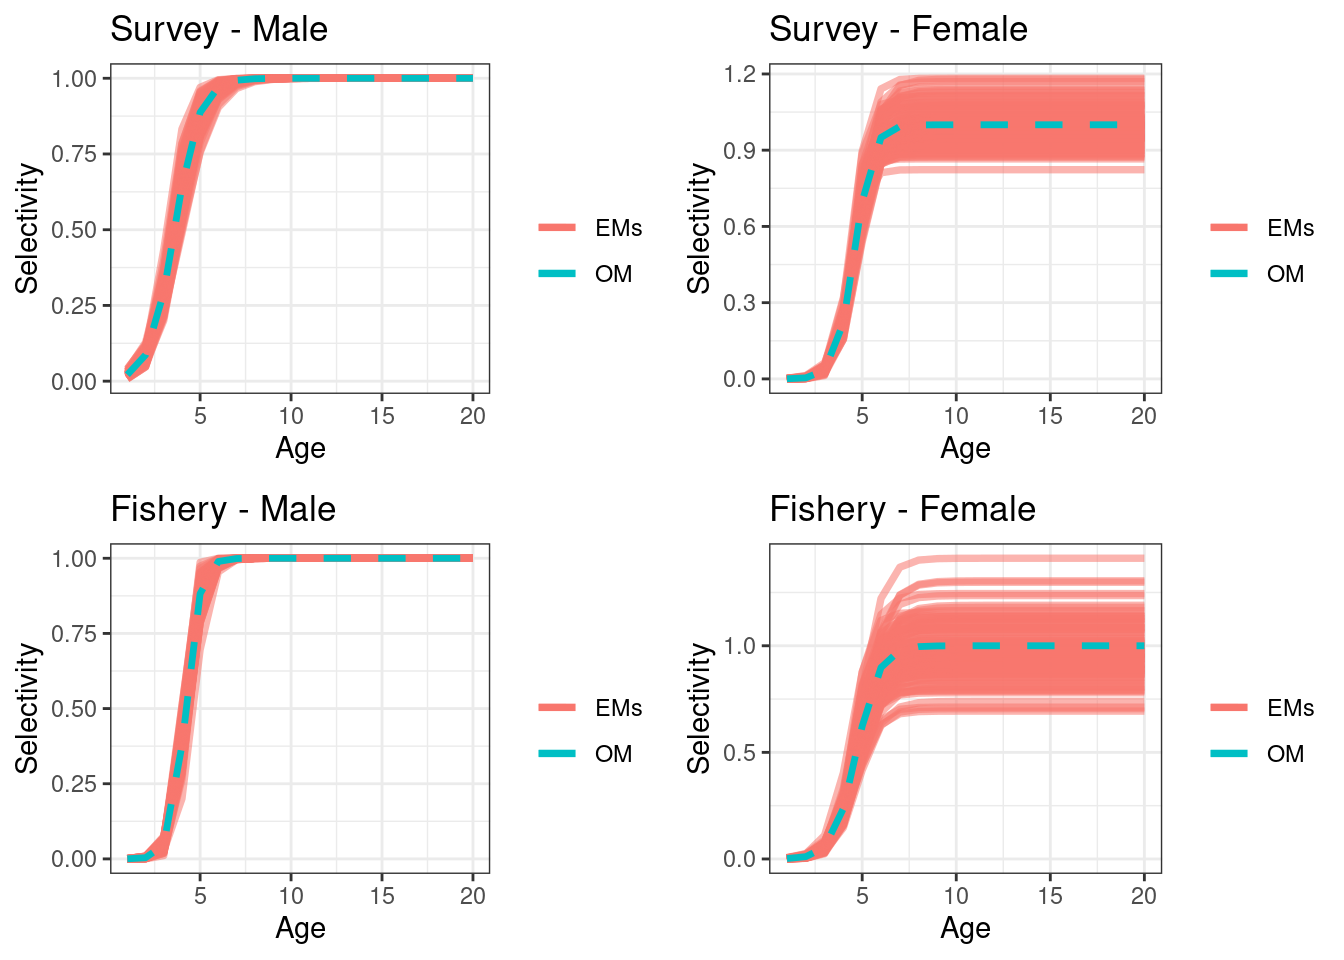 Survey - Male
Survey - Female
1.00
0.75
0.50
0.25
0.00
Selectivity
5
10
15
20
Age
EMs
OM
1.2
0.9
0.6
0.3
0.0
Selectivity
5
10
15
20
Age
EMs
OM
Fishery - Male
Fishery - Female
1.00
0.75
0.50
0.25
0.00
Selectivity
5
10
15
20
Age
EMs
OM
1.0
0.5
0.0
Selectivity
5
10
15
20
Age
EMs
OM